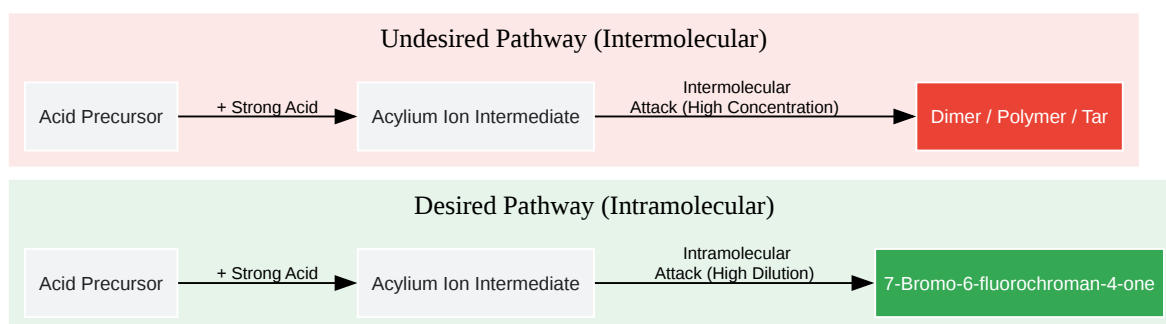 Undesired Pathway (Intermolecular)
Acid Precursor
+ Strong Acid
Acylium Ion Intermediate
Intermolecular
Attack (High Concentration)
Dimer / Polymer / Tar
Desired Pathway (Intramolecular)
Acid Precursor
+ Strong Acid
Acylium Ion Intermediate
Intramolecular
Attack (High Dilution)
7-Bromo-6-fluorochroman-4-one